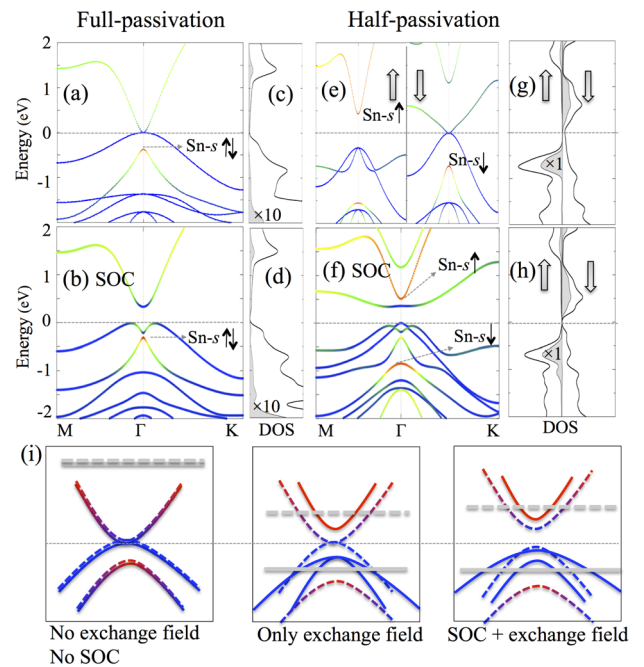 Full-passivation Half-passivation
2
1
0
-1
Energy (eV)
(a)
Sn-s
(c)
×10
(e)
Sn-s
Sn-s
(g)
×1
2
1
0
-1
-2
Energy (eV)
(b) SOC
Sn-s
M Γ K
(d)
×10
DOS
(f) SOC
Sn-s
Sn-s
M Γ K
(h)
×1
DOS
(i)
No exchange field
No SOC
Only exchange field
SOC + exchange field